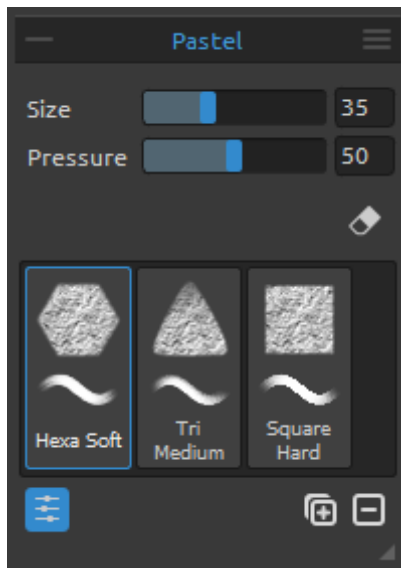 Pastel
Size 35
Pressure 50
Hexa Soft
Tri
Medium
Square
Hard